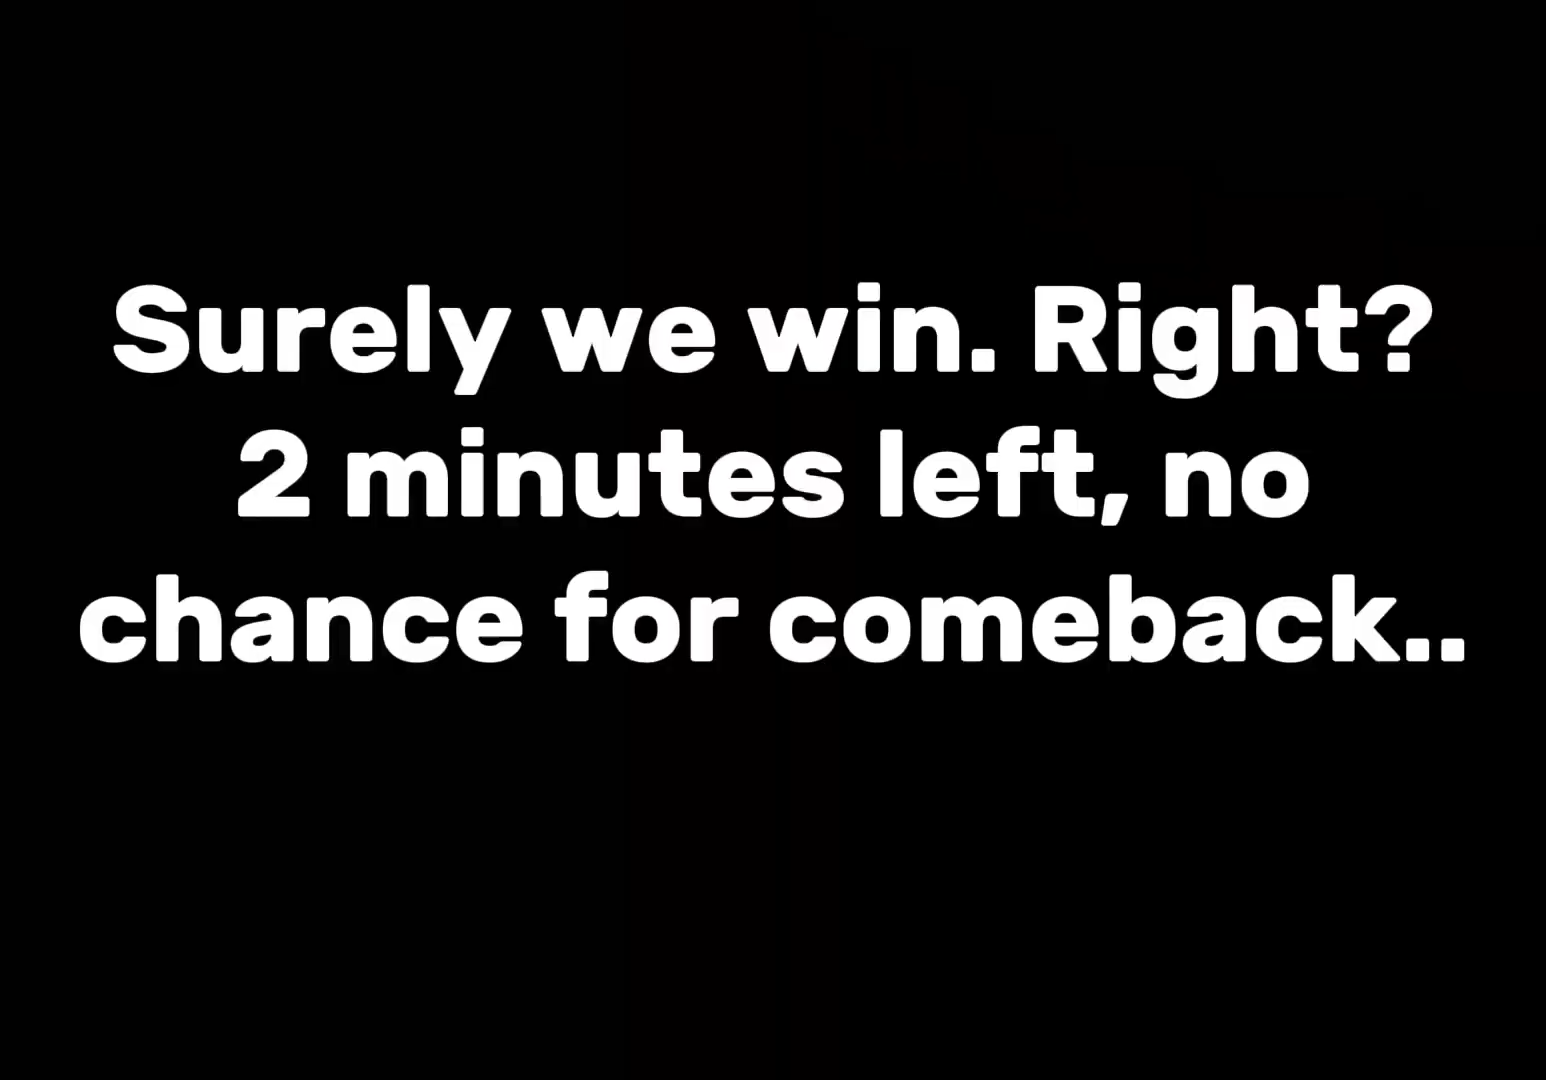 Surely we win. Right?
2 minutes left, no
chance for comeback..